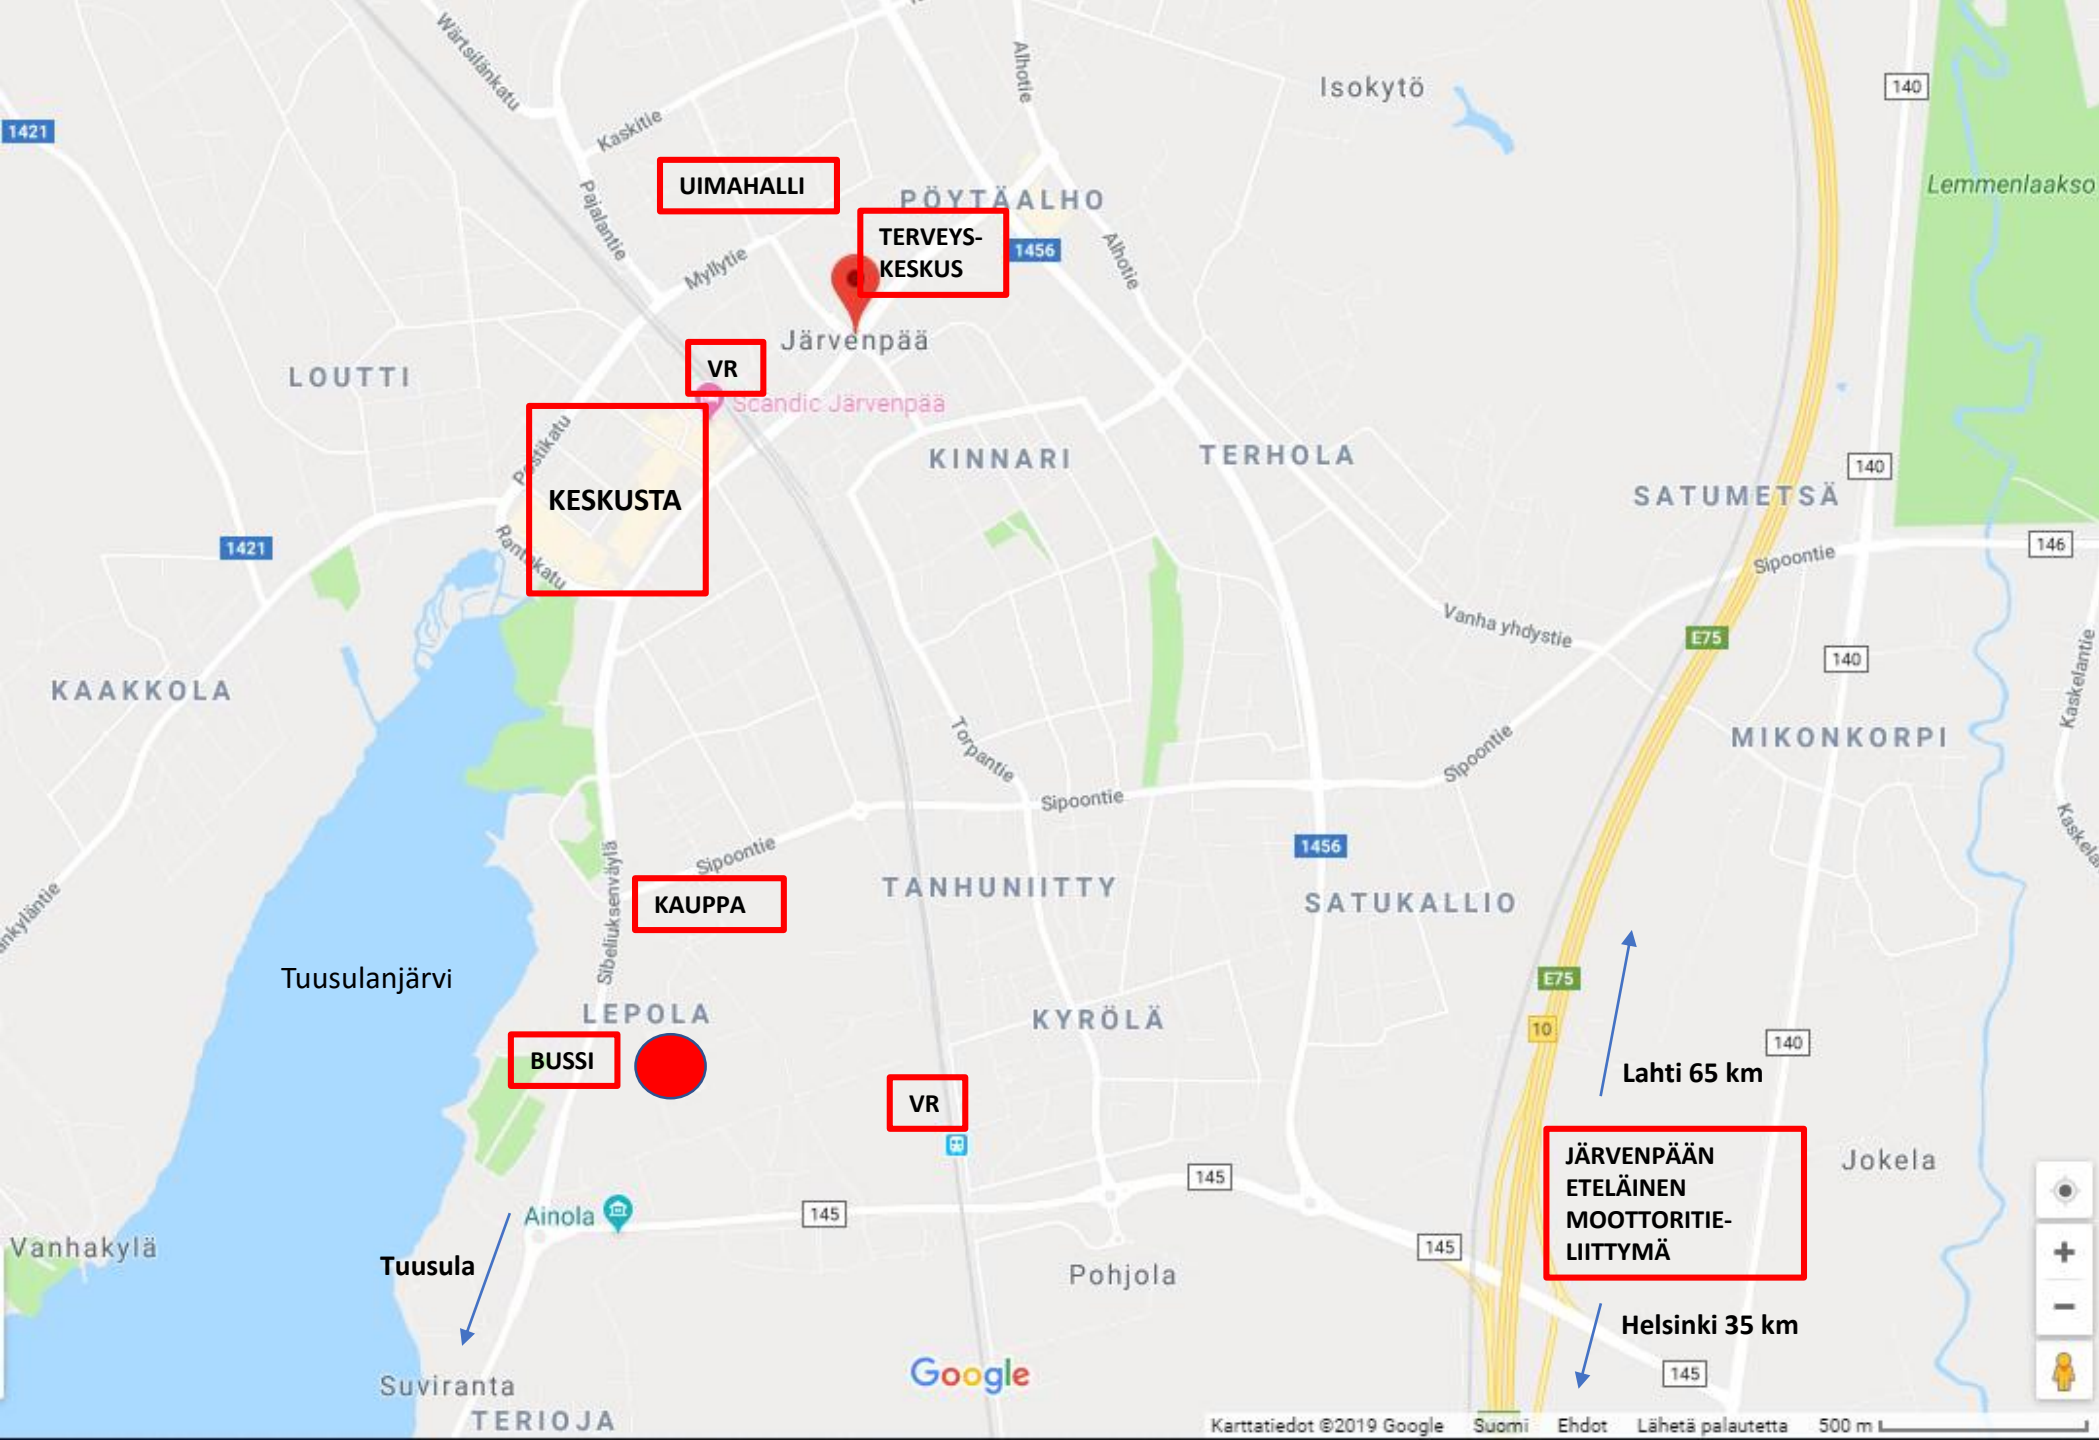 Wärtsilänkatu
Alhotie
Isokytö
140
1421
Kaskitie
UIMAHALLI
PÖYTÄALHO
Lemmenlaakso
Pajalantie
TERVEYS-
KESKUS
1456
Alhotie
Myllytie
Järvenpää
VR
LOUTTI
Scandic Järvenpää
Postikatu
KINNARI
TERHOLA
140
KESKUSTA
SATUMETSÄ
1421
Rantakatu
146
Sipoontie
Vanha yhdystie
E75
140
Kaskelantie
KAAKKOLA
Torpantie
Sipoontie
MIKONKORPI
Sipoontie
Sipoontie
1456
Sibeliuksenväylä
TANHUNIITTY
SATUKALLIO
KAUPPA
Tuusulanjärvi
E75
LEPOLA
KYRÖLÄ
10
140
BUSSI
Lahti 65 km
VR
JÄRVENPÄÄN
ETELÄINEN
MOOTTORITIE-
LIITTYMÄ
Jokela
145
Ainola
145
Vanhakylä
145
Tuusula
Pohjola
Helsinki 35 km
Google
145
Suviranta
TERIOJA
Karttatiedot ©2019 Google Suomi Ehdot Lähetä palautetta 500 m